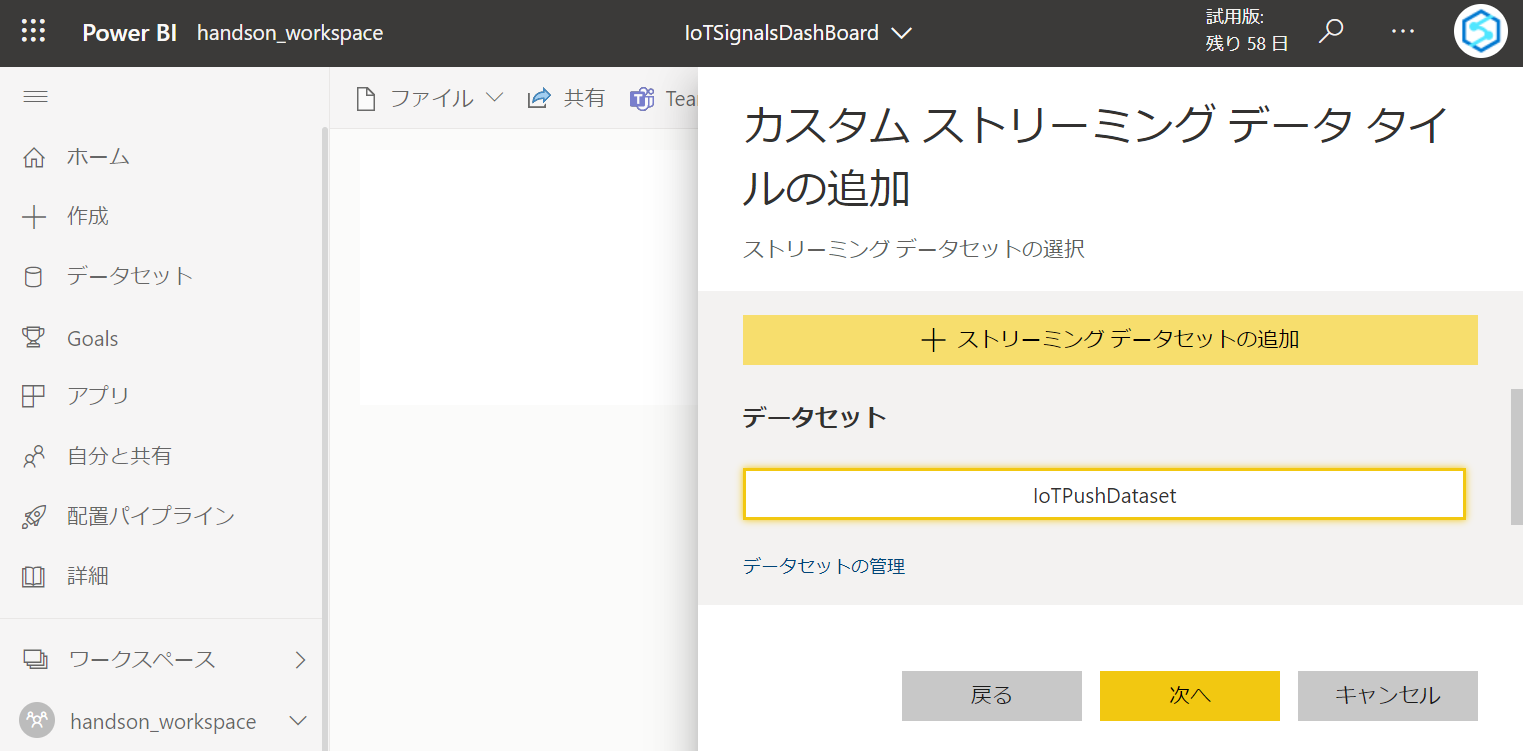 Power BI handson_workspace
IoTSignalsDashBoard
試用版:
残り 58 日
ホーム
作成
データセット
Goals
アプリ
自分と共有
配置パイプライン
詳細
ワークスペース
handson_workspace
ファイル 共有 Tea
カスタム ストリーミング データ タイ
ルの追加
ストリーミング データセットの選択
ストリーミング データセットの追加
データセット
IoTPushDataset
データセットの管理
戻る 次へ キャンセル